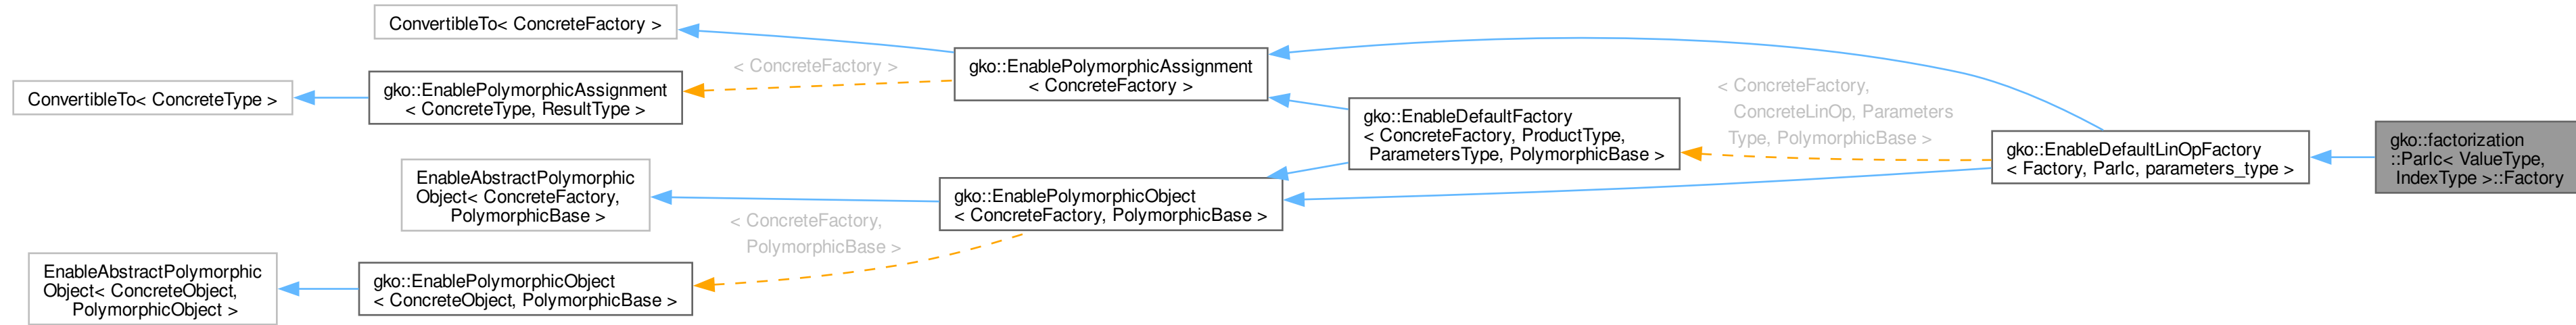 ConvertibleTo< ConcreteFactory >
ConvertibleTo< ConcreteType >
gko::EnablePolymorphicAssignment
< ConcreteType, ResultType >
< ConcreteFactory >
gko::EnablePolymorphicAssignment
< ConcreteFactory >
EnableAbstractPolymorphic
Object< ConcreteFactory,
PolymorphicBase >
EnableAbstractPolymorphic
Object< ConcreteObject,
PolymorphicObject >
gko::EnablePolymorphicObject
< ConcreteObject, PolymorphicBase >
< ConcreteFactory,
PolymorphicBase >
gko::EnablePolymorphicObject
< ConcreteFactory, PolymorphicBase >
gko::EnableDefaultFactory
< ConcreteFactory, ProductType,
ParametersType, PolymorphicBase >
< ConcreteFactory,
ConcreteLinOp, Parameters
Type, PolymorphicBase >
gko::EnableDefaultLinOpFactory
< Factory, ParIc, parameters_type >
gko::factorization
::ParIc< ValueType,
IndexType >::Factory